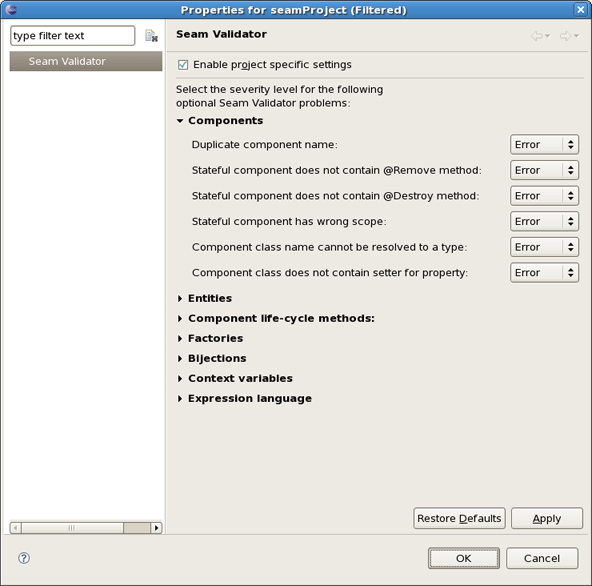 Properties for seamProject (Filtered)
type filter text
Seam Validator
Seam Validator
Enable project specific settings
Select the severity level for the following
optional Seam Validator problems:
Components
Duplicate component name: Error
Stateful component does not contain @Remove method: Error
Stateful component does not contain @Destroy method: Error
Stateful component has wrong scope: Error
Component class name cannot be resolved to a type: Error
Component class does not contain setter for property: Error
Entities
Component life-cycle methods:
Factories
Bijections
Context variables
Expression language
Restore Defaults Apply
? OK Cancel